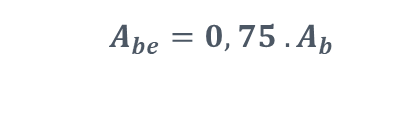 A_be = 0,75 . A_b